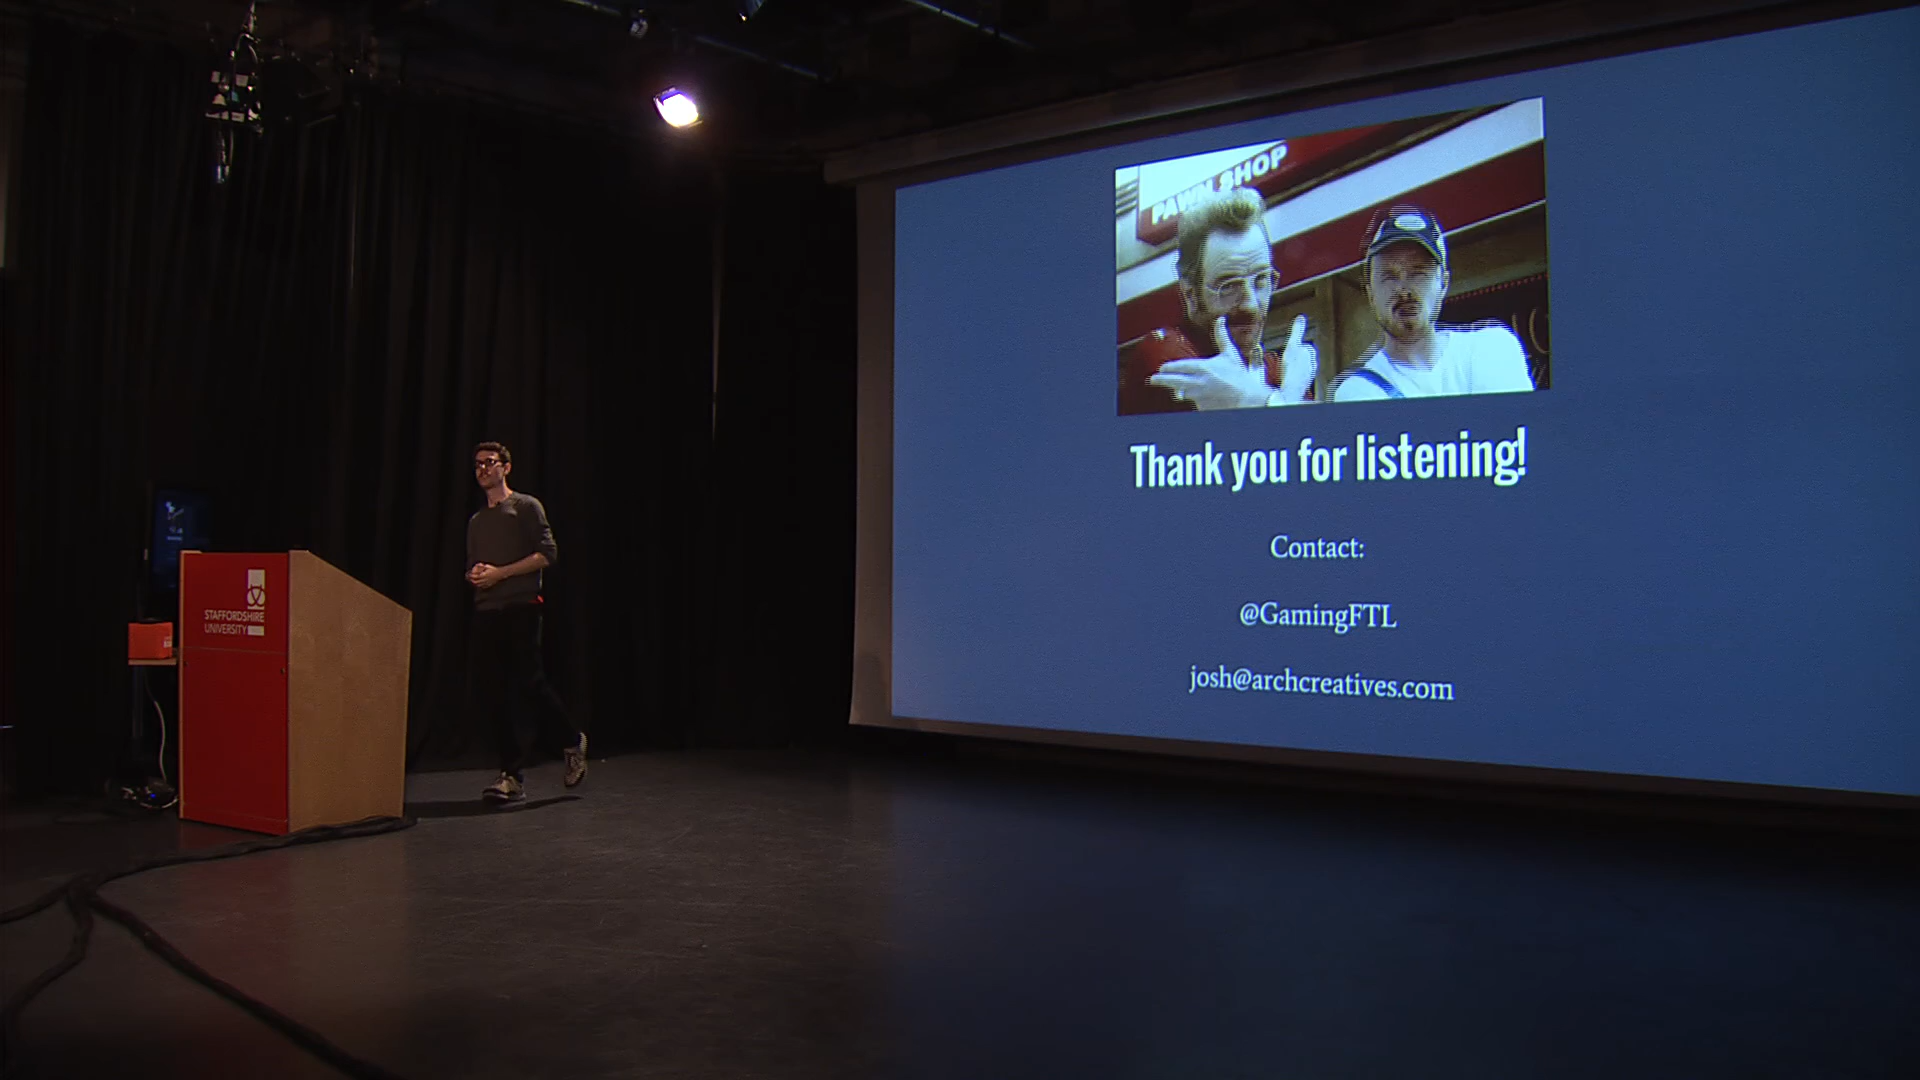 PAWN SHOP
Thank you for listening!
Contact:
@GamingFTL
josh@archcreatives.com
STAFFORDSHIRE
UNIVERSITY